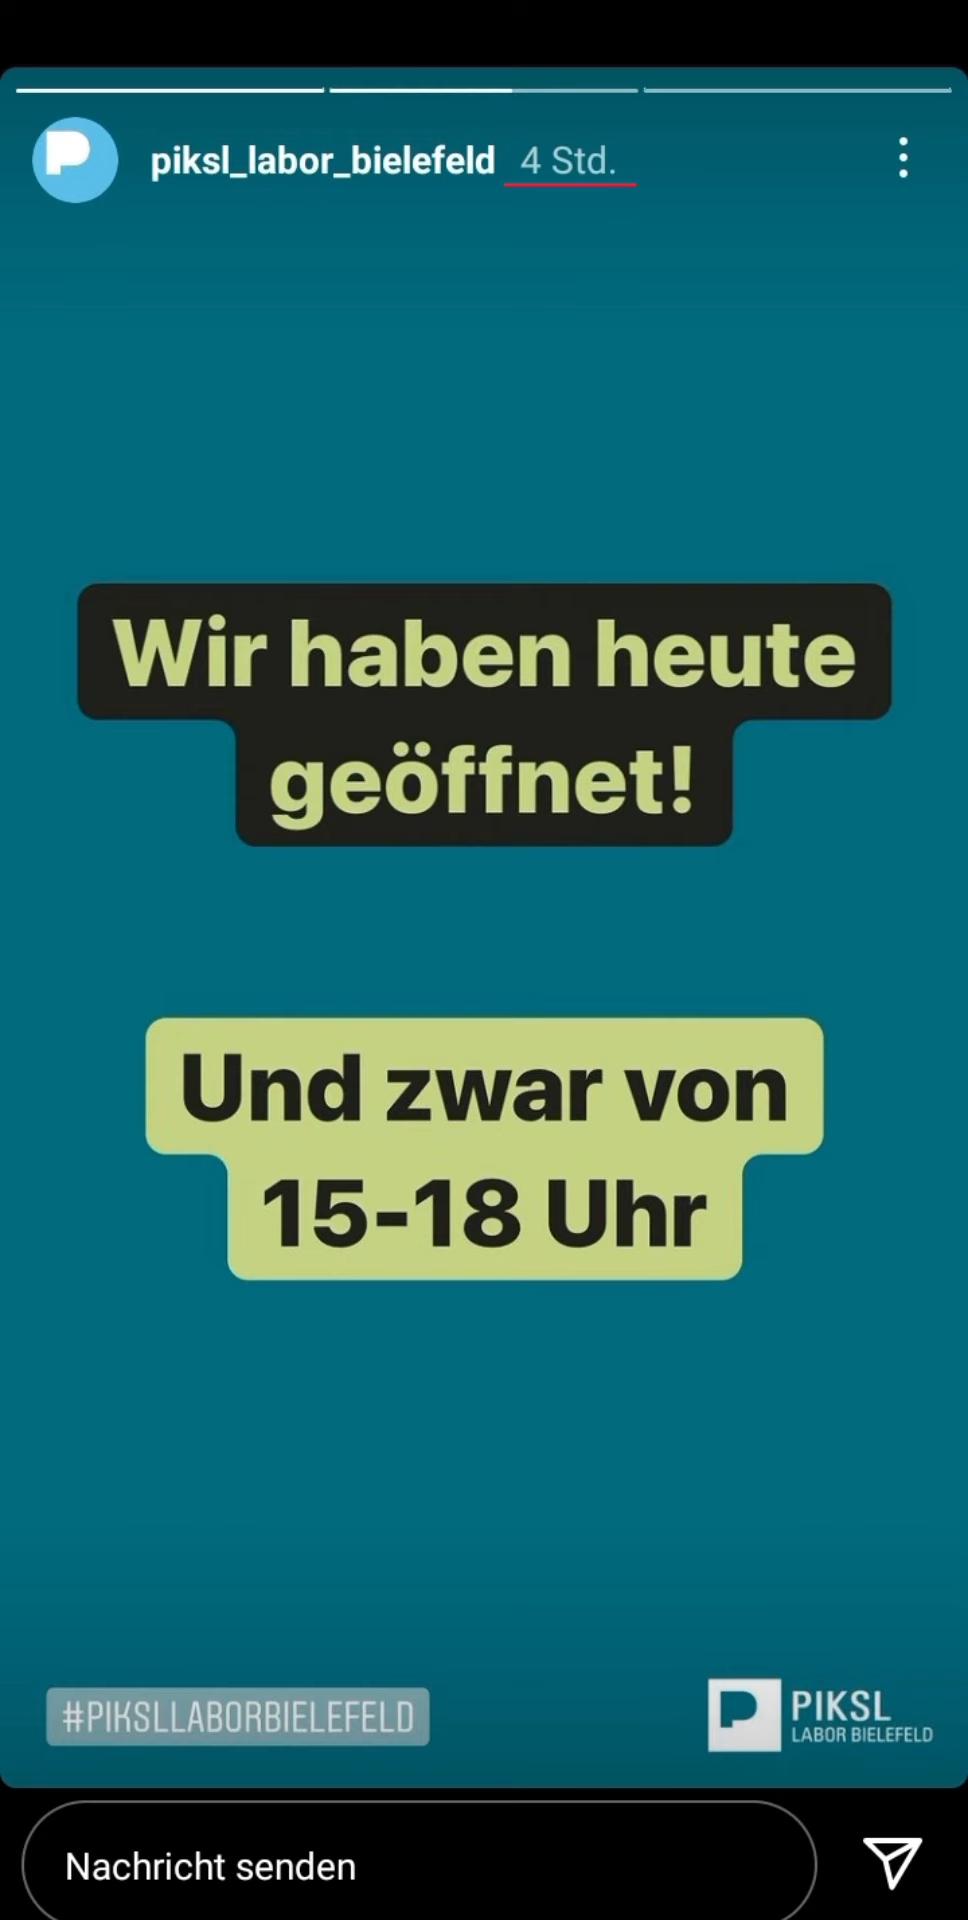 piksl_labor_bielefeld 4 Std.
Wir haben heute
geöffnet!
Und zwar von
15-18 Uhr
#PIKSLLABORBIELEFELD
PIKSL
LABOR BIELEFELD
Nachricht senden